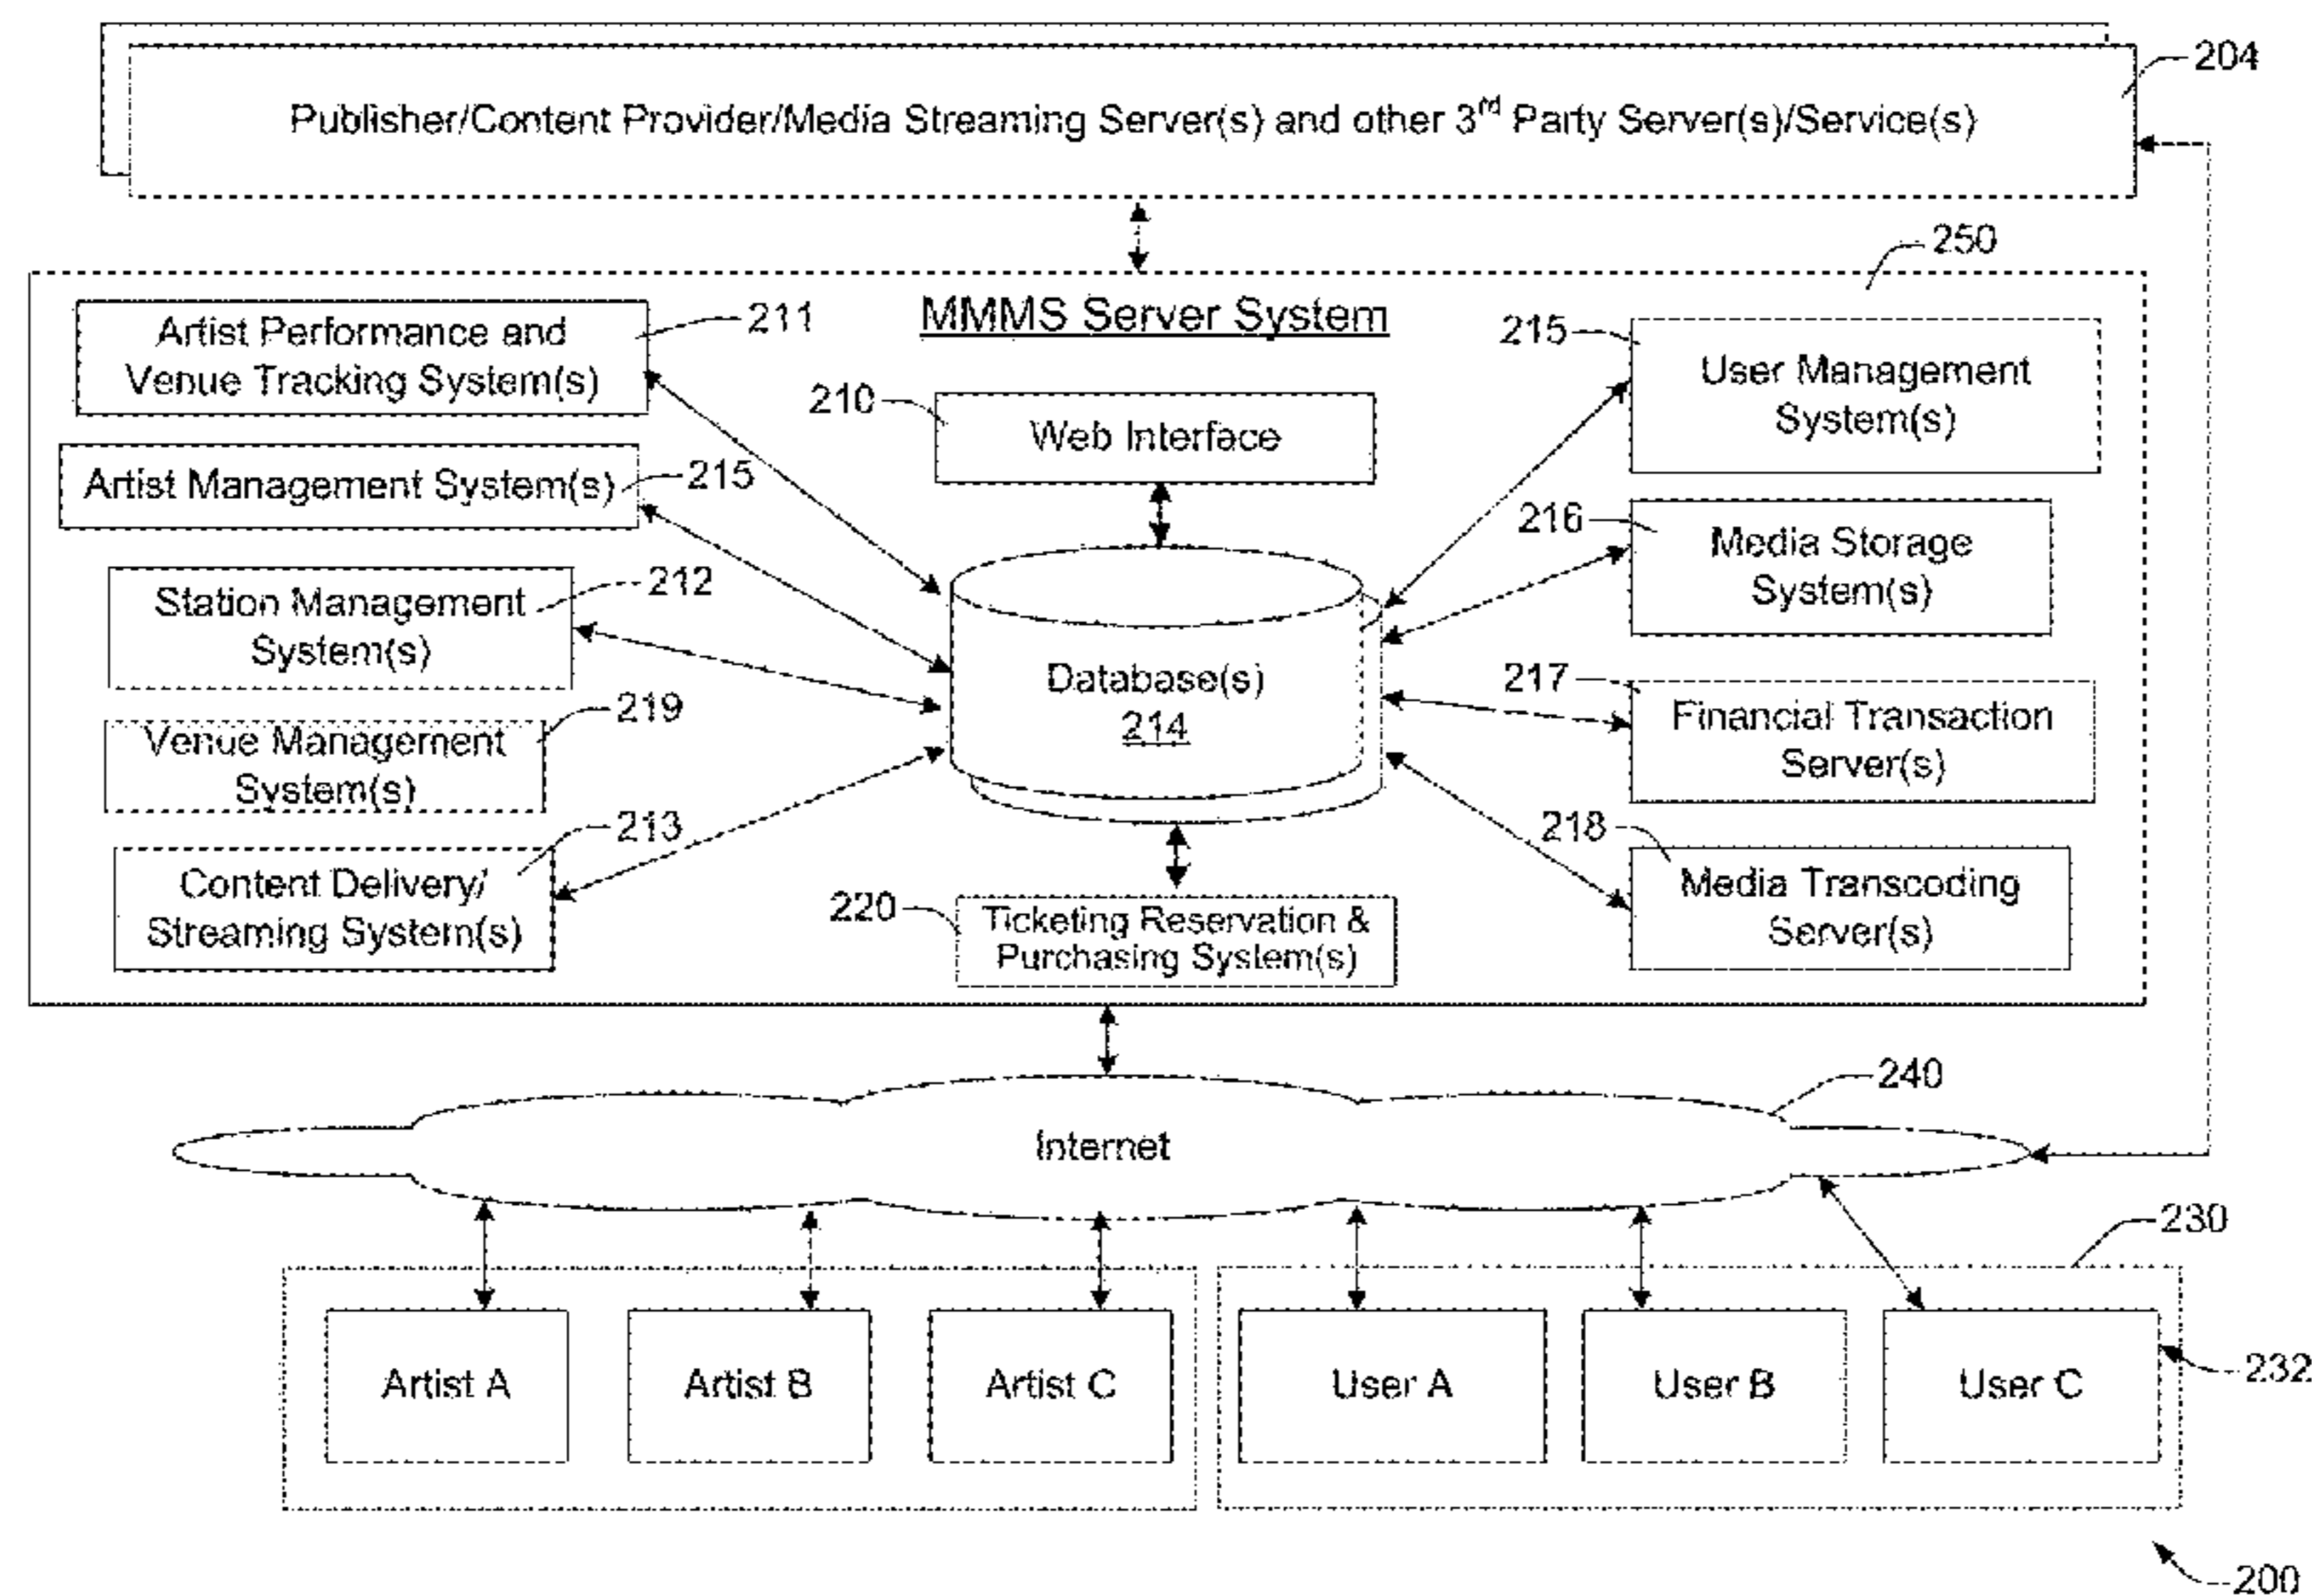 204
Publisher/Content Provider/Media Streaming Server(s) and other 3rd Party Server(s)/Service(s)
250
MMMS Server System
Artist Performance and
Venue Tracking System(s)
211
Artist Management System(s)
215
Station Management
System(s)
212
Venue Management
System(s)
219
Content Delivery/
Streaming System(s)
213
210
Web Interface
Database(s)
214
220
Ticketing Reservation &
Purchasing System(s)
215
User Management
System(s)
216
Media Storage
System(s)
217
Financial Transaction
Server(s)
218
Media Transcoding
Server(s)
240
Internet
230
Artist A
Artist B
Artist C
User A
User B
User C
232
200